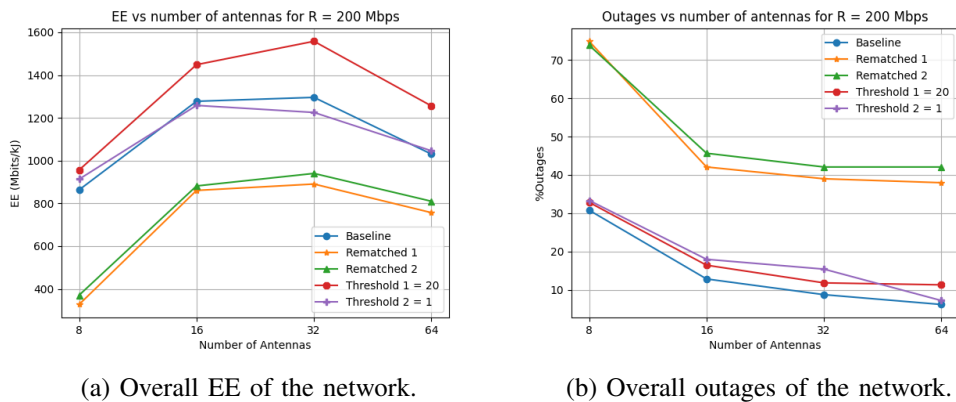 EE vs number of antennas for R = 200 Mbps
1600
1400
1200
1000
800
600
400
EE (Mbits/kJ)
8
16
32
64
Number of Antennas
Baseline
Rematched 1
Rematched 2
Threshold 1 = 20
Threshold 2 = 1
(a) Overall EE of the network.
Outages vs number of antennas for R = 200 Mbps
70
60
50
40
30
20
10
%Outages
8
16
32
64
Number of Antennas
Baseline
Rematched 1
Rematched 2
Threshold 1 = 20
Threshold 2 = 1
(b) Overall outages of the network.